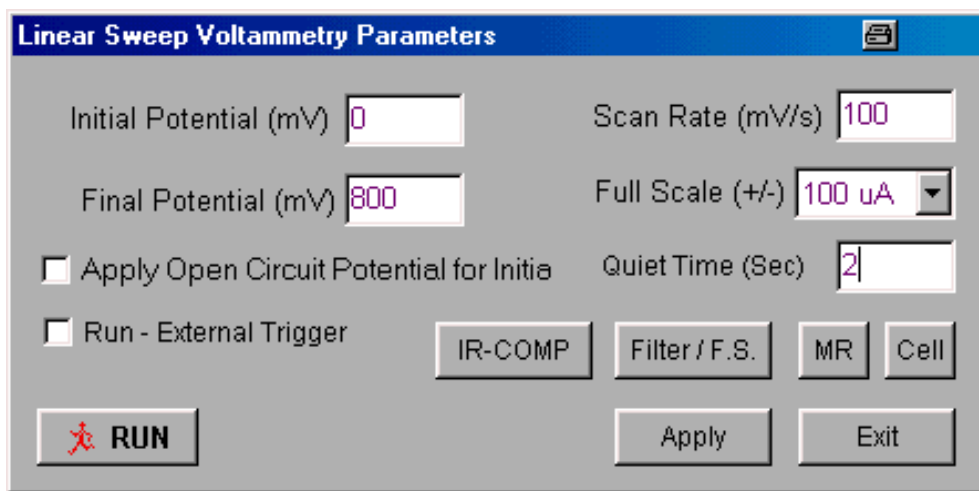 Linear Sweep Voltammetry Parameters
Initial Potential (mV) 0
Scan Rate (mV/s) 100
Final Potential (mV) 800
Full Scale (+/-) 100 uA
Apply Open Circuit Potential for Initia
Quiet Time (Sec) 2
Run - External Trigger
IR-COMP
Filter / F.S.
MR
Cell
RUN
Apply
Exit